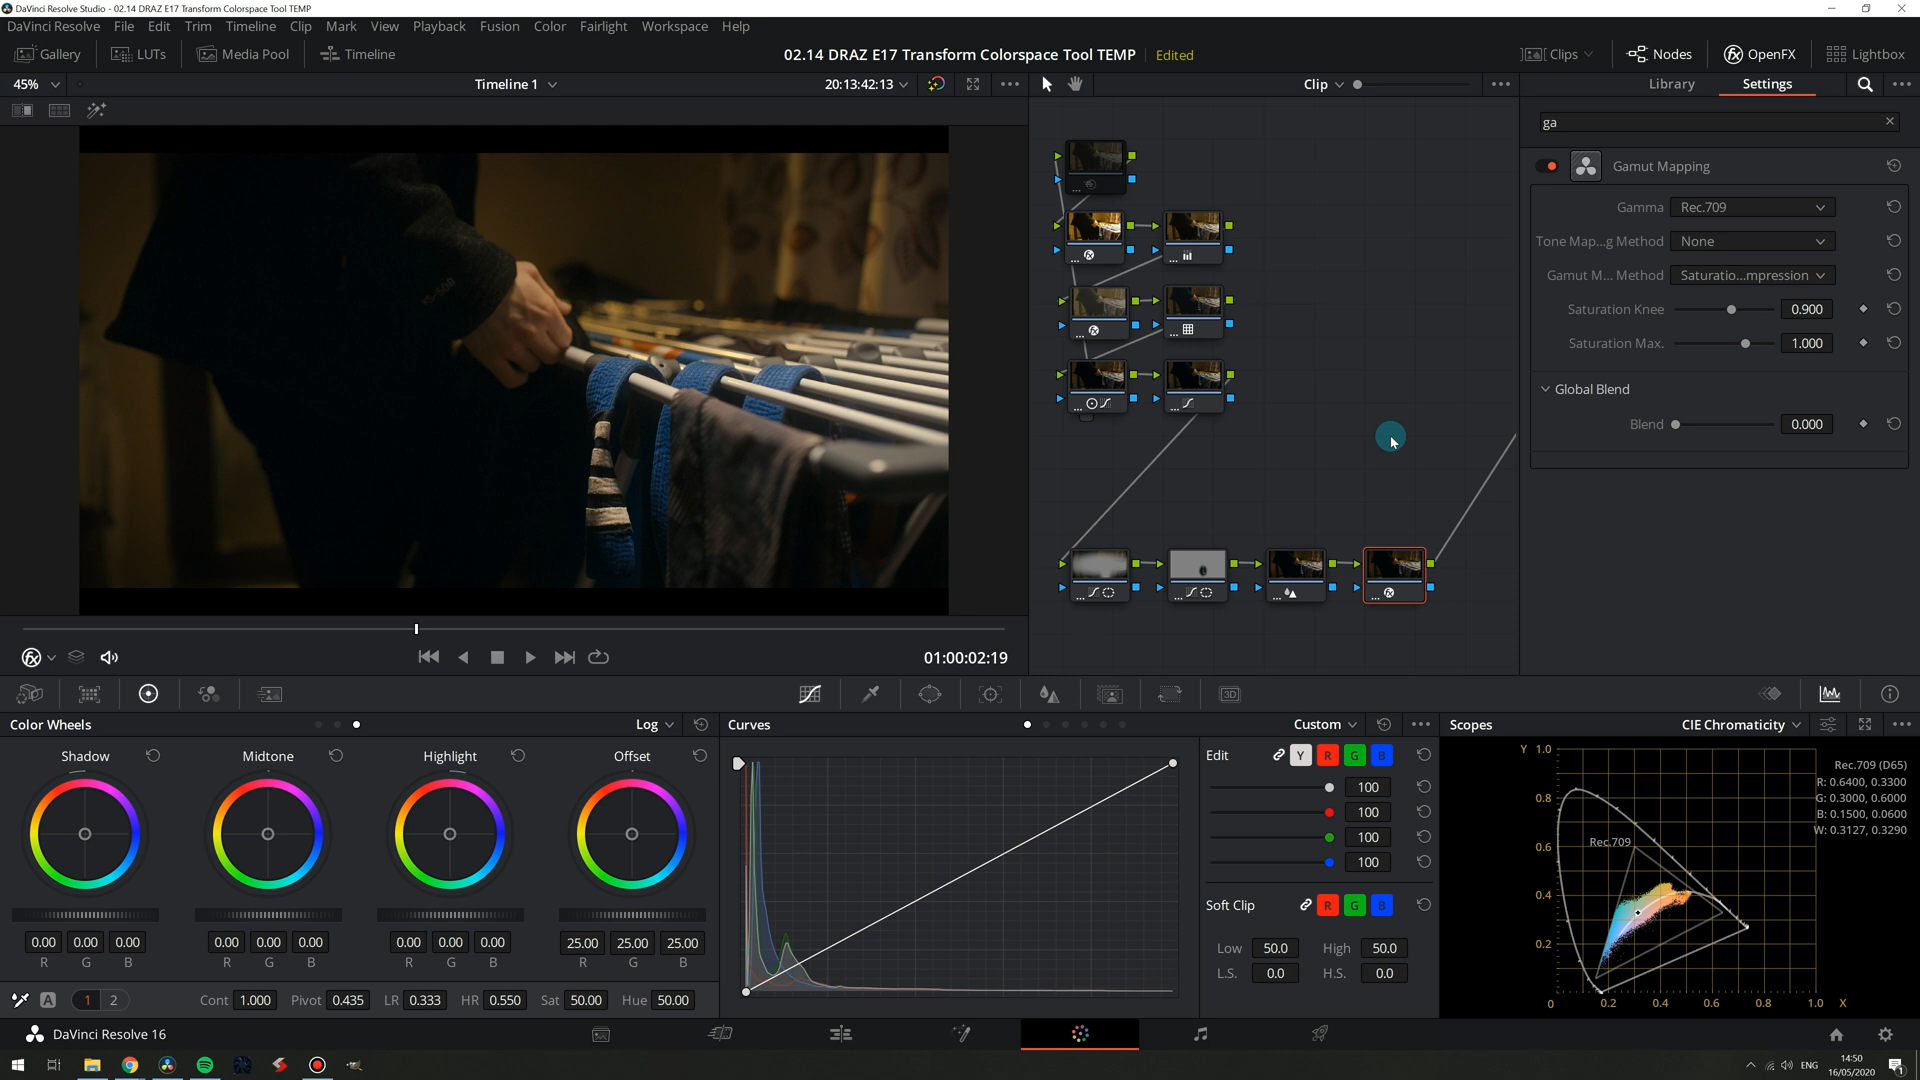 DaVinci Resolve Studio - 02.14 DRAZ E17 Transform Colorspace Tool TEMP
DaVinci Resolve File Edit Trim Timeline Clip Mark View Playback Fusion Color Fairlight Workspace Help
Gallery LUTs Media Pool Timeline 02.14 DRAZ E17 Transform Colorspace Tool TEMP Edited Clips Nodes OpenFX Lightbox
45% Timeline 1 20:13:42:13 Clip Library Settings
ga
Gamut Mapping
Gamma Rec.709
Tone Map...g Method None
Gamut M... Method Saturatio...mpression
Saturation Knee 0.900
Saturation Max. 1.000
Global Blend
Blend 0.000
01:00:02:19
3D
Color Wheels Log Curves Custom Scopes CIE Chromaticity
Shadow Midtone Highlight Offset
Edit Y R G B
100
100
100
100
Soft Clip R G B
Low 50.0 High 50.0
L.S. 0.0 H.S. 0.0
0.00 0.00 0.00 0.00 0.00 0.00 0.00 0.00 0.00 25.00 25.00 25.00
R G B R G B R G B R G B
A 1 2 Cont 1.000 Pivot 0.435 LR 0.333 HR 0.550 Sat 50.00 Hue 50.00
Y 1.0
0.8
0.6
0.4
0.2
0 0.2 0.4 0.6 0.8 1.0 X
Rec.709
Rec.709 (D65)
R: 0.6400, 0.3300
G: 0.3000, 0.6000
B: 0.1500, 0.0600
W: 0.3127, 0.3290
DaVinci Resolve 16
ENG
14:50
16/05/2020
1